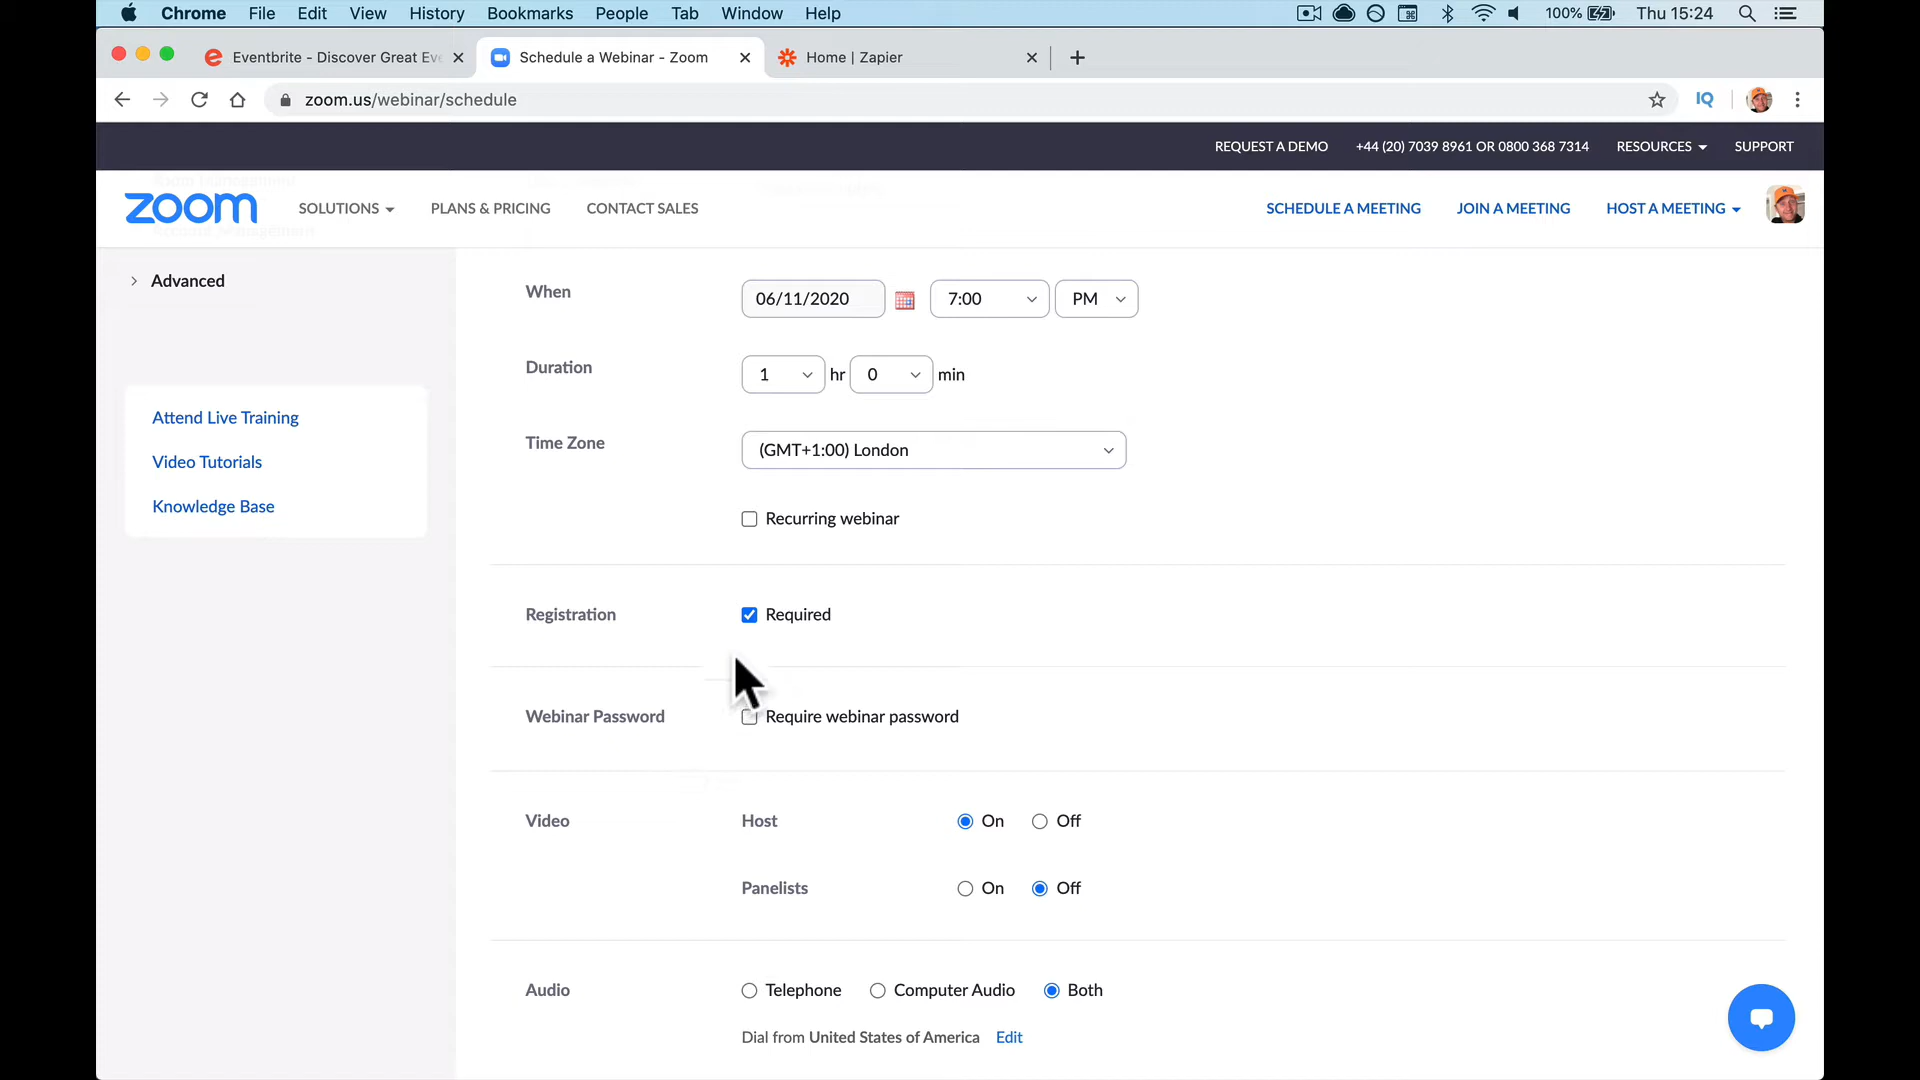 Chrome File Edit View History Bookmarks People Tab Window Help 100% Thu 15:24
Eventbrite - Discover Great Eve Schedule a Webinar - Zoom Home | Zapier
zoom.us/webinar/schedule IQ
REQUEST A DEMO +44 (20) 7039 8961 OR 0800 368 7314 RESOURCES SUPPORT
zoom SOLUTIONS PLANS & PRICING CONTACT SALES SCHEDULE A MEETING JOIN A MEETING HOST A MEETING
Advanced
Attend Live Training
Video Tutorials
Knowledge Base
When 06/11/2020 7:00 PM
Duration 1 hr 0 min
Time Zone (GMT+1:00) London
Recurring webinar
Registration Required
Webinar Password Require webinar password
Video Host On Off
Panelists On Off
Audio Telephone Computer Audio Both
Dial from United States of America Edit